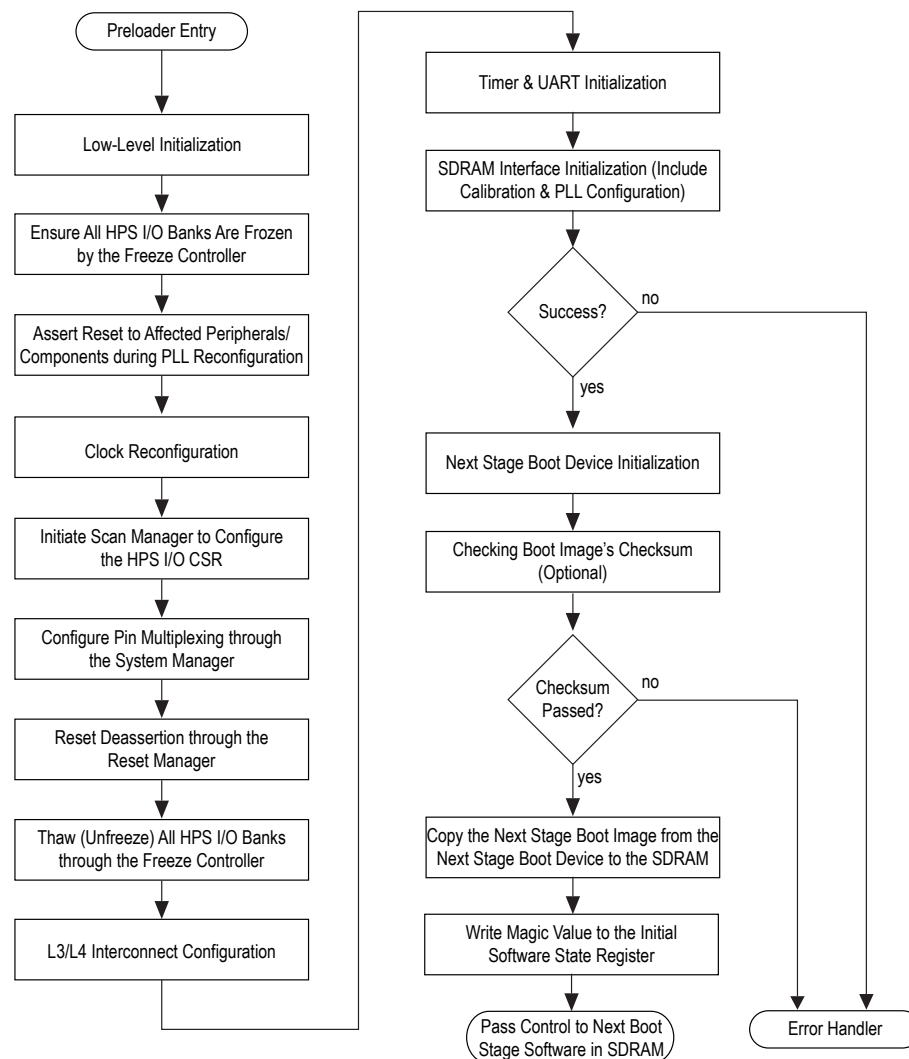 Preloader Entry
Low-Level Initialization
Ensure All HPS I/O Banks Are Frozen
by the Freeze Controller
Assert Reset to Affected Peripherals/
Components during PLL Reconfiguration
Clock Reconfiguration
Initiate Scan Manager to Configure
the HPS I/O CSR
Configure Pin Multiplexing through
the System Manager
Reset Deassertion through the
Reset Manager
Thaw (Unfreeze) All HPS I/O Banks
through the Freeze Controller
L3/L4 Interconnect Configuration
Timer & UART Initialization
SDRAM Interface Initialization (Include
Calibration & PLL Configuration)
Success?
no
yes
Next Stage Boot Device Initialization
Checking Boot Image’s Checksum
(Optional)
Checksum
Passed?
no
yes
Copy the Next Stage Boot Image from the
Next Stage Boot Device to the SDRAM
Write Magic Value to the Initial
Software State Register
Pass Control to Next Boot
Stage Software in SDRAM
Error Handler